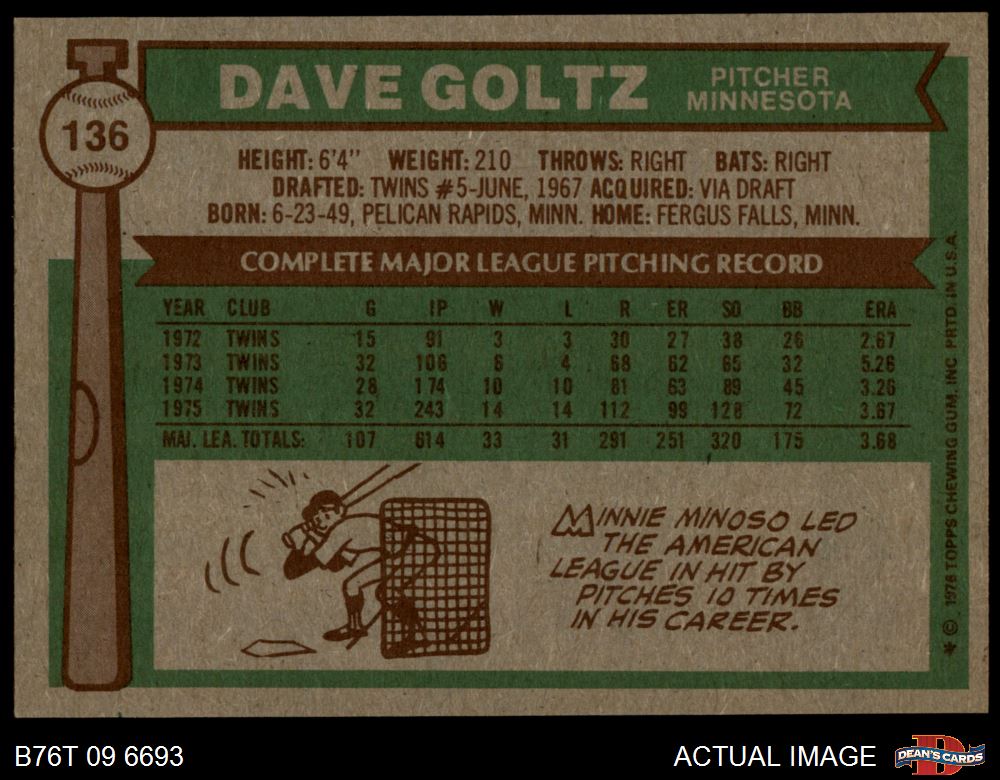 136
DAVE GOLTZ
PITCHER
MINNESOTA
HEIGHT: 6'4" WEIGHT: 210 THROWS: RIGHT BATS: RIGHT
DRAFTED: TWINS #5-JUNE, 1967 ACQUIRED: VIA DRAFT
BORN: 6-23-49, PELICAN RAPIDS, MINN. HOME: FERGUS FALLS, MINN.
COMPLETE MAJOR LEAGUE PITCHING RECORD
YEAR CLUB G IP W L R ER SO BB ERA
1972 TWINS 15 91 3 3 30 27 38 26 2.67
1973 TWINS 32 106 6 4 68 62 65 32 5.26
1974 TWINS 28 174 10 10 81 63 89 45 3.26
1975 TWINS 32 243 14 14 112 99 128 72 3.67
MAJ. LEA. TOTALS: 107 614 33 31 291 251 320 175 3.68
MINNIE MINOSO LED
THE AMERICAN
LEAGUE IN HIT BY
PITCHES 10 TIMES
IN HIS CAREER.
* © 1976 TOPPS CHEWING GUM, INC. PRTD. IN U.S.A.
B76T 09 6693
ACTUAL IMAGE
D
DEAN'S CARDS